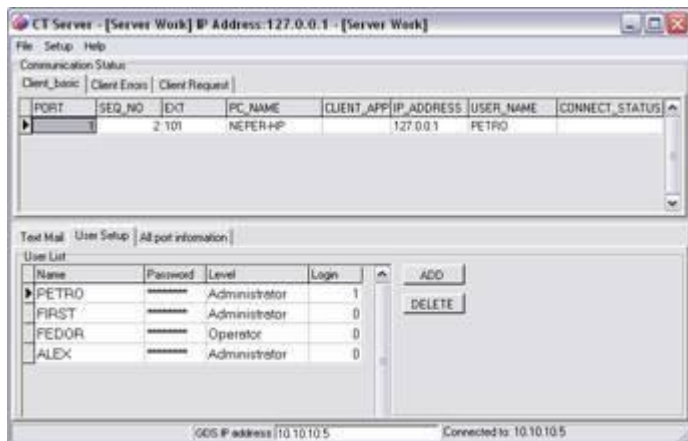 CT Server - [Server Work] IP Address:127.0.0.1 - [Server Work]
File Setup Help
Communication Status
Client_basic Client Errors Client Request
PORT SEQ_NO EXT PC_NAME CLIENT_APP IP_ADDRESS USER_NAME CONNECT_STATUS
1 2 101 NEPER-HP 127.0.0.1 PETRO
Text Mail User Setup All port information
User List
Name Password Level Login
PETRO ******** Administrator 1
FIRST ******** Administrator 0
FEDOR ******** Operator 0
ALEX ******** Administrator 0
ADD
DELETE
GDS IP address 10.10.10.5 Connected to: 10.10.10.5